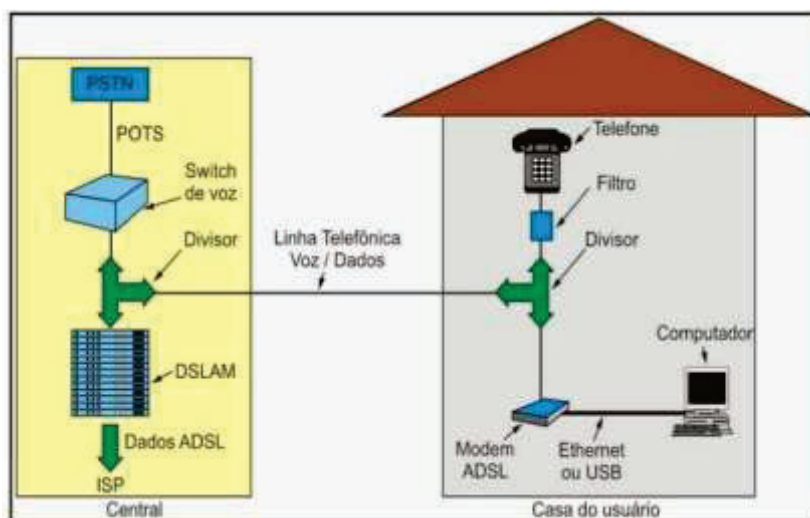 PSTN
POTS
Switch
de voz
Divisor
DSLAM
Dados ADSL
ISP
Central
Linha Telefônica
Voz / Dados
Telefone
Filtro
Divisor
Computador
Modem
ADSL
Ethernet
ou USB
Casa do usuário